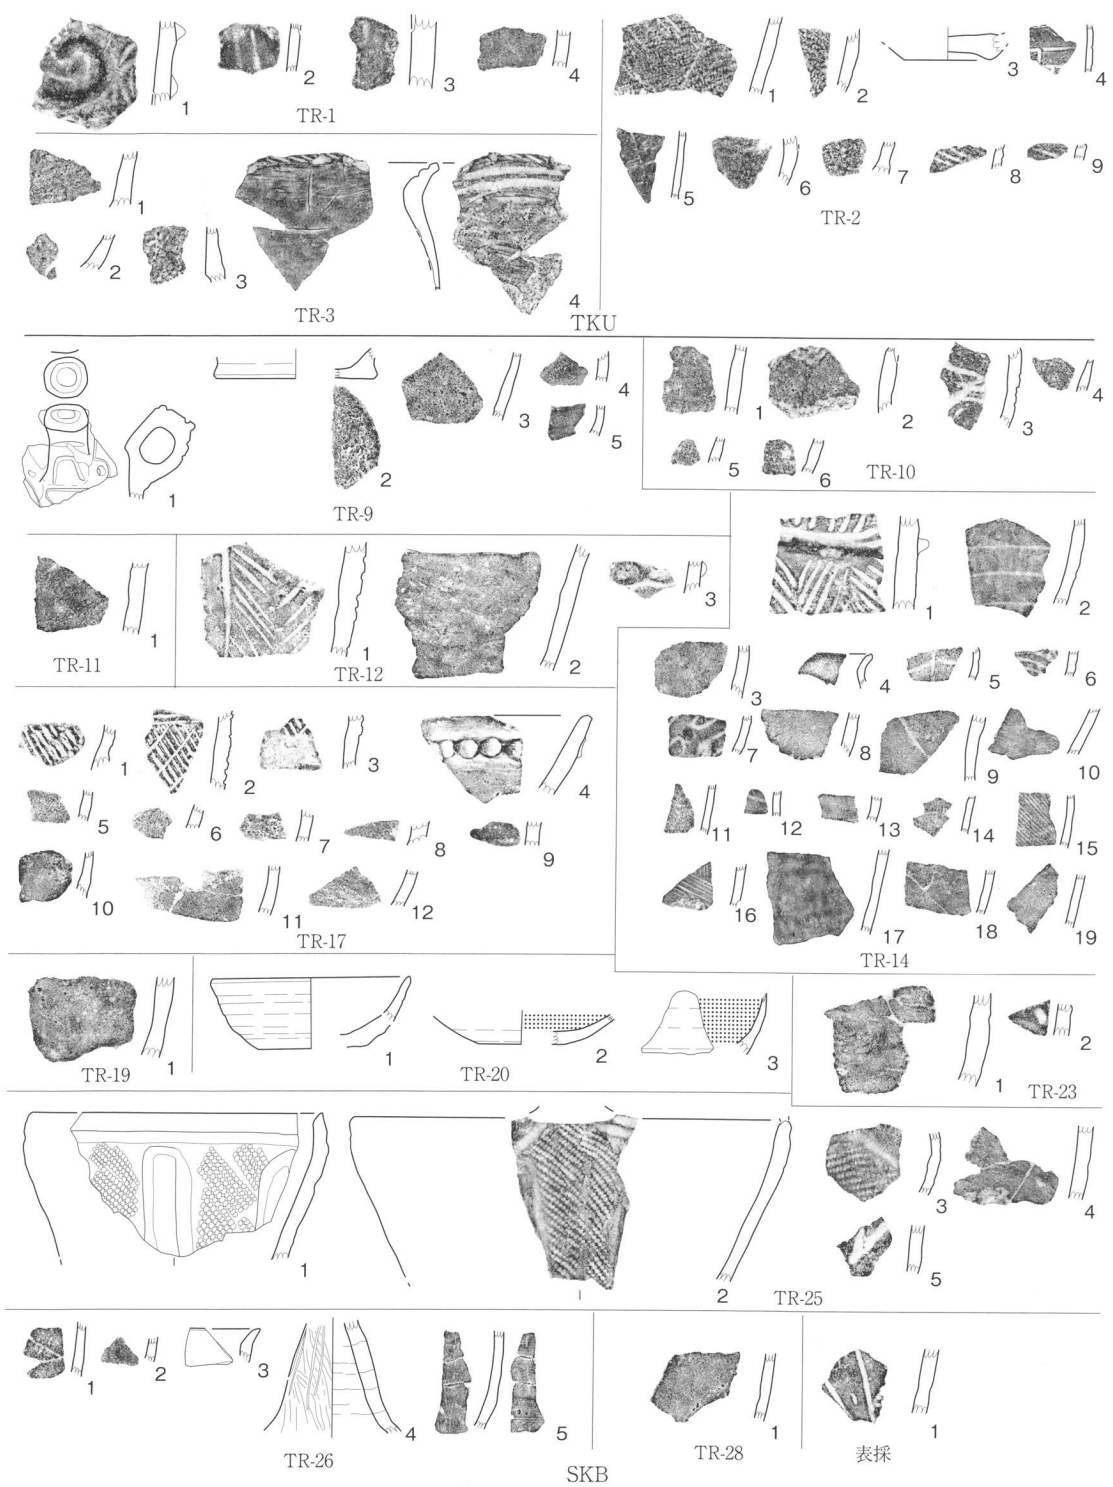 1 2 3 4
TR-1
1 2 3 4
5 6 7 8 9
TR-2
1
2 3 4
TR-3
TKU
1 2 3 4 5
TR-9
1 2 3 4
5 6
TR-10
1
TR-11
1 2 3
TR-12
1 2
3 4 5 6
7 8 9 10
11 12 13 14 15
16 17 18 19
TR-14
1 2 3 4
5 6 7 8 9
10 11 12
TR-17
1
TR-19
1 2 3
TR-20
1 2
TR-23
1 2 3 4
5
TR-25
1 2 3 4 5
TR-26
1
TR-28
1
表採
SKB